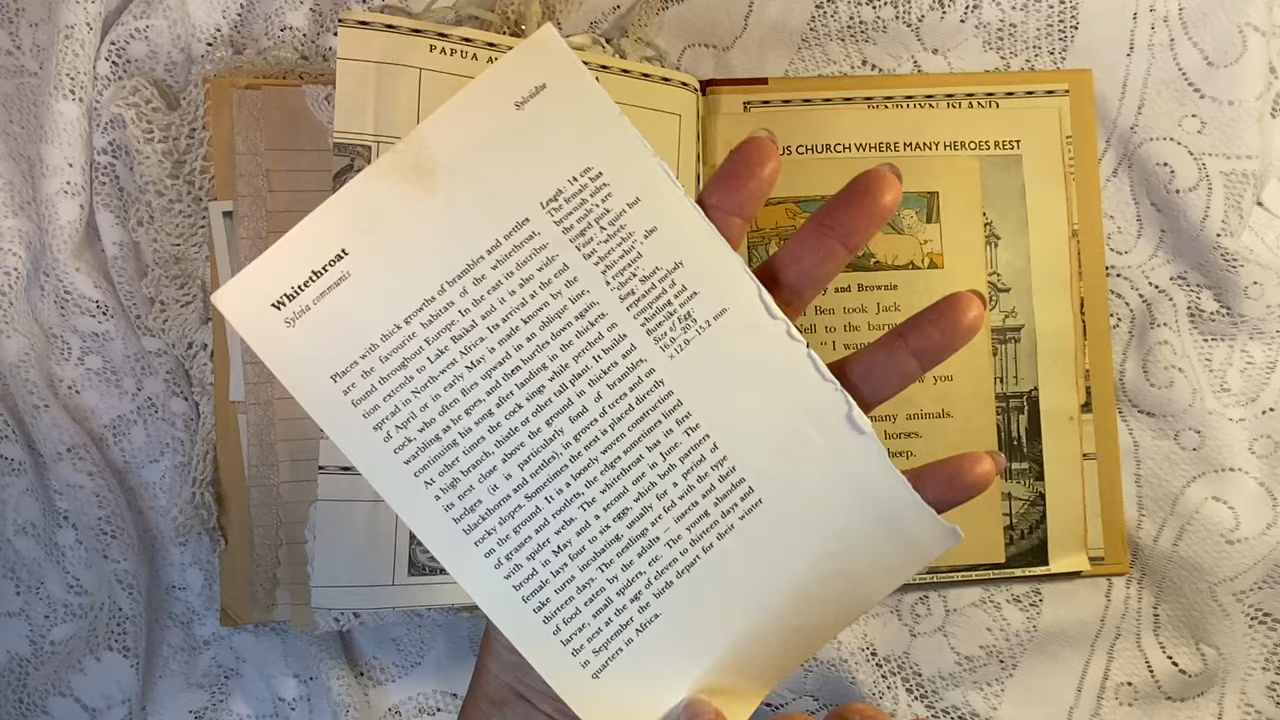 PAPUA
PENRHYN ISLAND
CHURCH WHERE MANY HEROES REST
Sylviidae
Whitethroat
Sylvia communis
Places with thick growths of brambles and nettles
are the favourite habitats of the whitethroat,
found throughout Europe. In the east its distribu-
tion extends to Lake Baikal and it is also wide-
spread in North-west Africa. Its arrival at the end
of April or in early May is made known by the
cock, who often flies upward in an oblique line,
warbling as he goes, and then hurtles down again,
continuing his song after landing in the thickets.
At other times the cock sings while perched on
a high branch, thistle or other tall plant. It builds
its nest close above the ground in thickets and
hedges (it is particularly fond of brambles,
blackthorns and nettles), in groves of trees and on
rocky slopes. Sometimes the nest is placed directly
on the ground. It is a loosely woven construction
of grasses and rootlets, the edges sometimes lined
with spider webs. The whitethroat has its first
brood in May and a second one in June. The
female lays four to six eggs, which both partners
take turns incubating, usually for a period of
thirteen days. The nestlings are fed with the type
of food eaten by the adults — insects and their
larvae, small spiders, etc. The young abandon
the nest at the age of eleven to thirteen days and
in September the birds depart for their winter
quarters in Africa.
Length: 14 cm.
The female has
brownish sides,
the male's are
tinged pink.
Voice: A quiet but
fast "wheet-
wheet-whit-
whit-whit", also
a repeated
"check".
Song: Short
repeated melody
composed of
whistling and
flutelike notes.
Size of Egg:
16.0—20.9
× 12.0—15.2 mm.
and Brownie
Ben took Jack
Nell to the
" I want
you
many animals.
horses.
is one of London's most stately buildings.